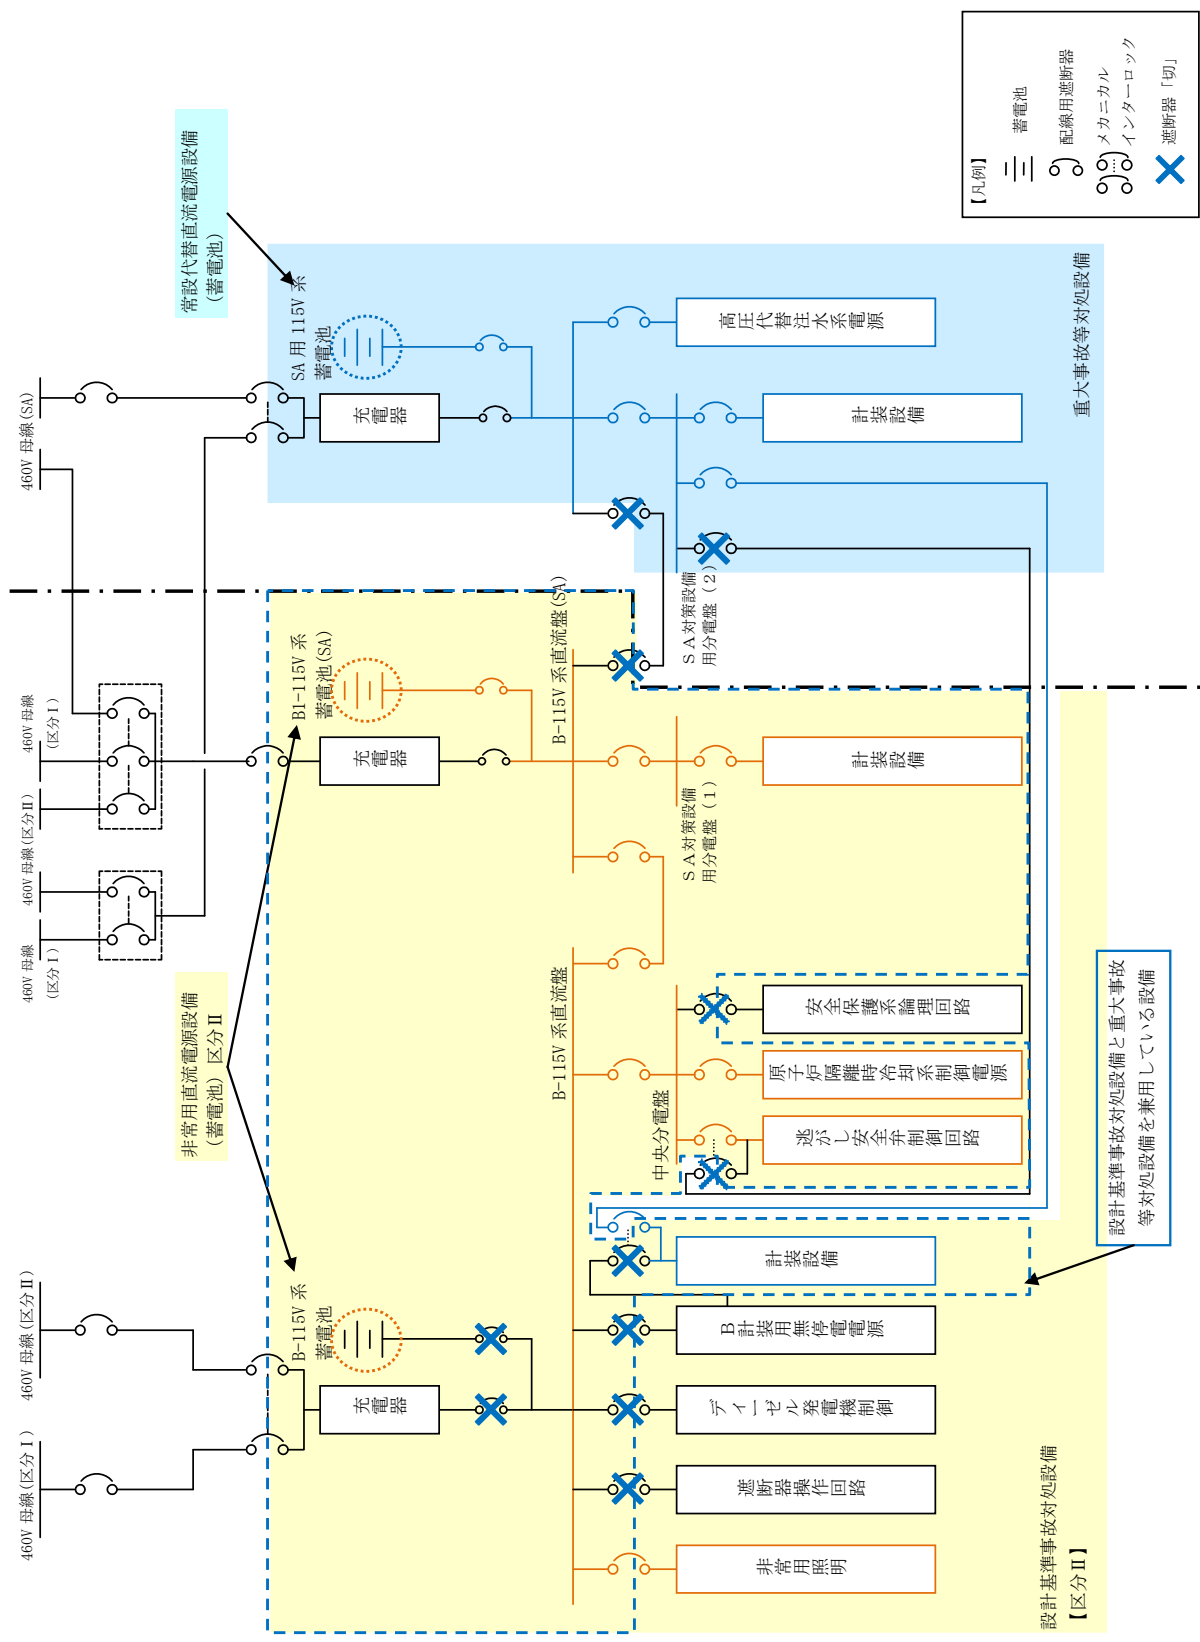 460V 母線(区分Ⅰ)
460V 母線(区分Ⅱ)
460V 母線
(区分Ⅰ)
460V 母線(区分Ⅱ)
460V 母線
(区分Ⅰ)
460V 母線(SA)
非常用直流電源設備
(蓄電池) 区分Ⅱ
常設代替直流電源設備
(蓄電池)
B-115V 系
蓄電池
充電器
B1-115V 系
蓄電池(SA)
充電器
SA 用 115V 系
蓄電池
充電器
B-115V 系直流盤
B-115V 系直流盤(SA)
中央分電盤
SA対策設備
用分電盤(1)
SA対策設備
用分電盤(2)
非常用照明
遮断器操作回路
ディーゼル発電機制御
B計装用無停電電源
計装設備
逃がし安全弁制御回路
原子炉隔離時冷却系制御電源
安全保護系論理回路
計装設備
計装設備
高圧代替注水系電源
設計基準事故対処設備
【区分Ⅱ】
設計基準事故対処設備と重大事故
等対処設備を兼用している設備
重大事故等対処設備
【凡例】
蓄電池
配線用遮断器
メカニカル
インターロック
遮断器「切」